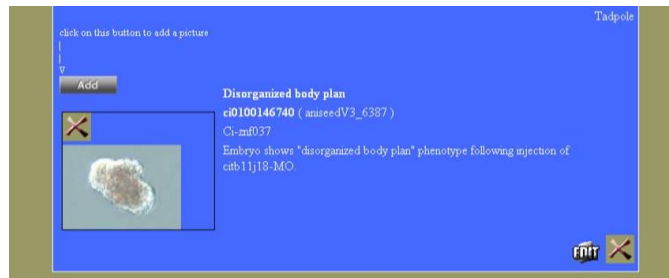 Tadpole
click on this button to add a picture
|
|
V
Add
Disorganized body plan
ci0100146740 ( aniseedV3_6387 )
Ci-znf037
Embryo shows "disorganized body plan" phenotype following injection of
citb11j18-MO.
EDIT